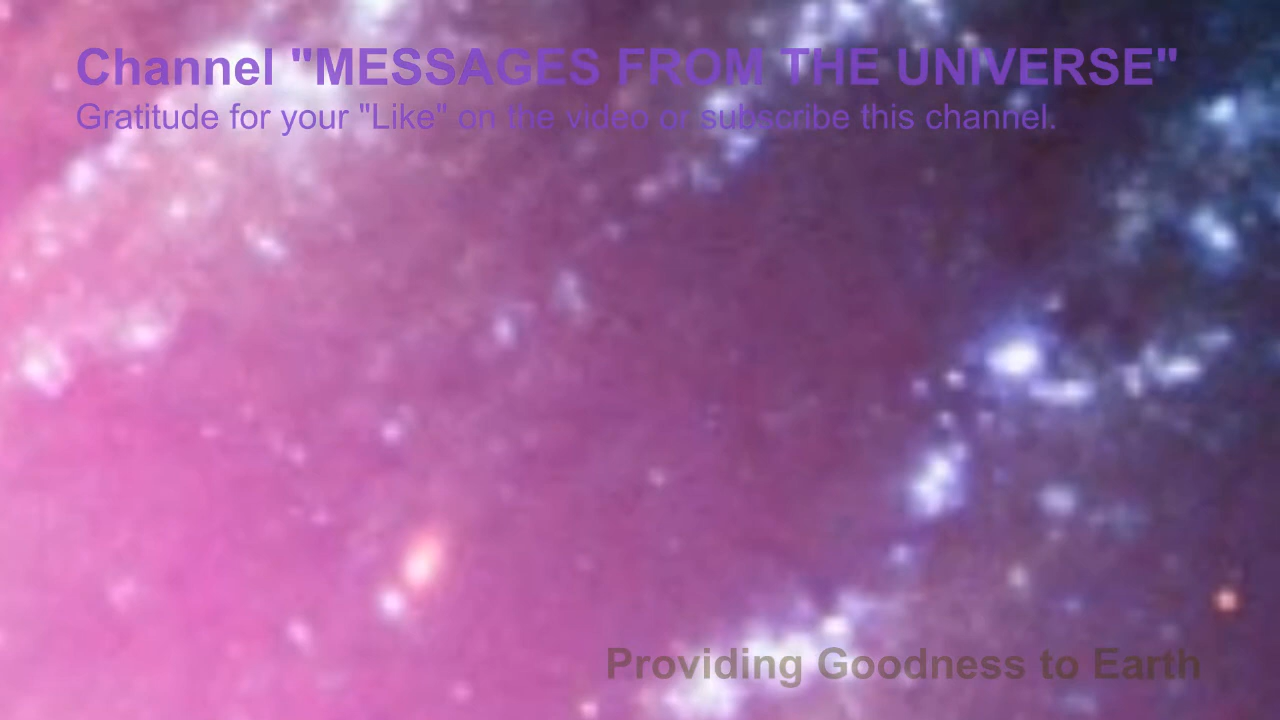 Channel "MESSAGES FROM THE UNIVERSE"
Gratitude for your "Like" on the video or subscribe this channel.
Providing Goodness to Earth